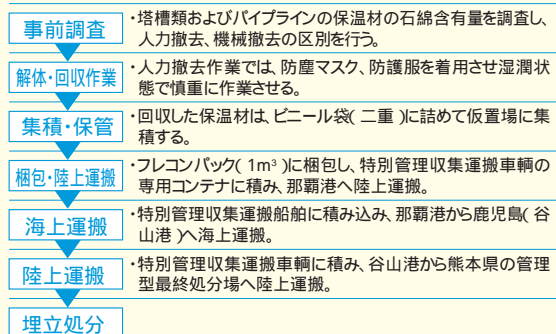 事前調査
・塔槽類およびパイプラインの保温材の石綿含有量を調査し、
人力撤去、機械撤去の区別を行う。
解体・回収作業
・人力撤去作業では、防塵マスク、防護服を着用させ湿潤状
態で慎重に作業させる。
集積・保管
・回収した保温材は、ビニール袋(二重)に詰めて仮置場に集
積する。
梱包・陸上運搬
・フレコンパック(1m³)に梱包し、特別管理収集運搬車輌の
専用コンテナに積み、那覇港へ陸上運搬。
海上運搬
・特別管理収集運搬船舶に積み込み、那覇港から鹿児島(谷
山港)へ海上運搬。
陸上運搬
・特別管理収集運搬車輌に積み、谷山港から熊本県の管理
型最終処分場へ陸上運搬。
埋立処分